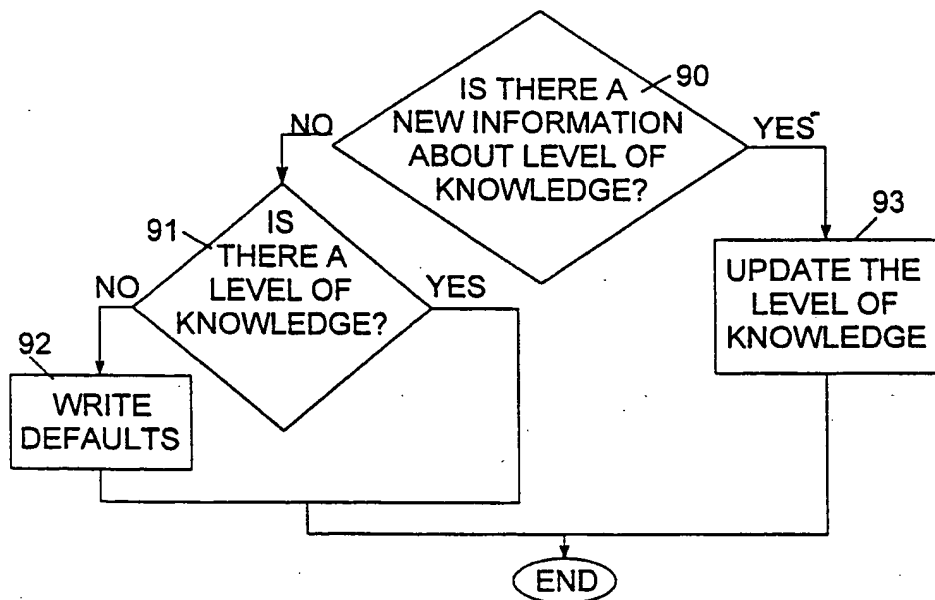 90
IS THERE A
NEW INFORMATION
ABOUT LEVEL OF
KNOWLEDGE?
NO
YES
91
IS
THERE A
LEVEL OF
KNOWLEDGE?
NO
YES
93
UPDATE THE
LEVEL OF
KNOWLEDGE
92
WRITE
DEFAULTS
END